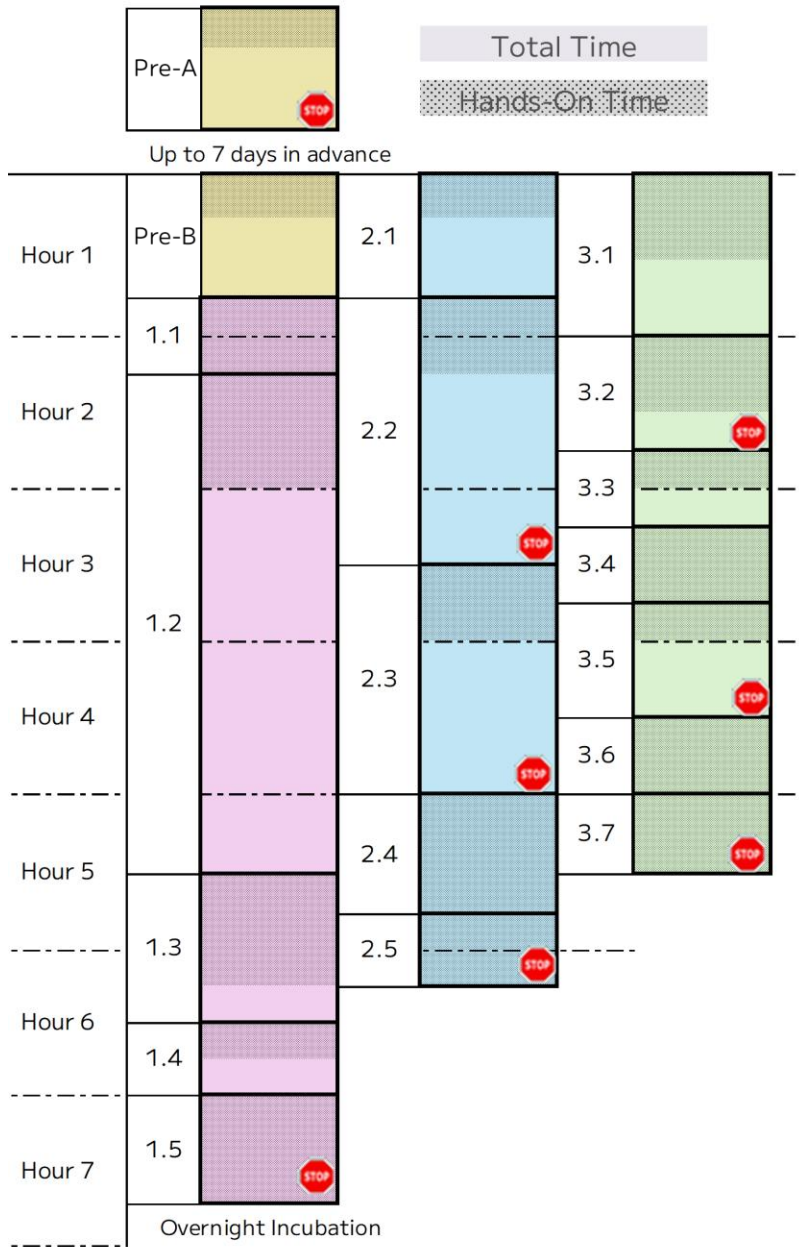 Pre-A
STOP
Total Time
Hands-On Time
Up to 7 days in advance
Hour 1
Pre-B
2.1
3.1
1.1
Hour 2
2.2
3.2
STOP
3.3
STOP
Hour 3
3.4
1.2
2.3
3.5
STOP
Hour 4
3.6
STOP
2.4
3.7
STOP
Hour 5
1.3
2.5
STOP
Hour 6
1.4
1.5
Hour 7
STOP
Overnight Incubation